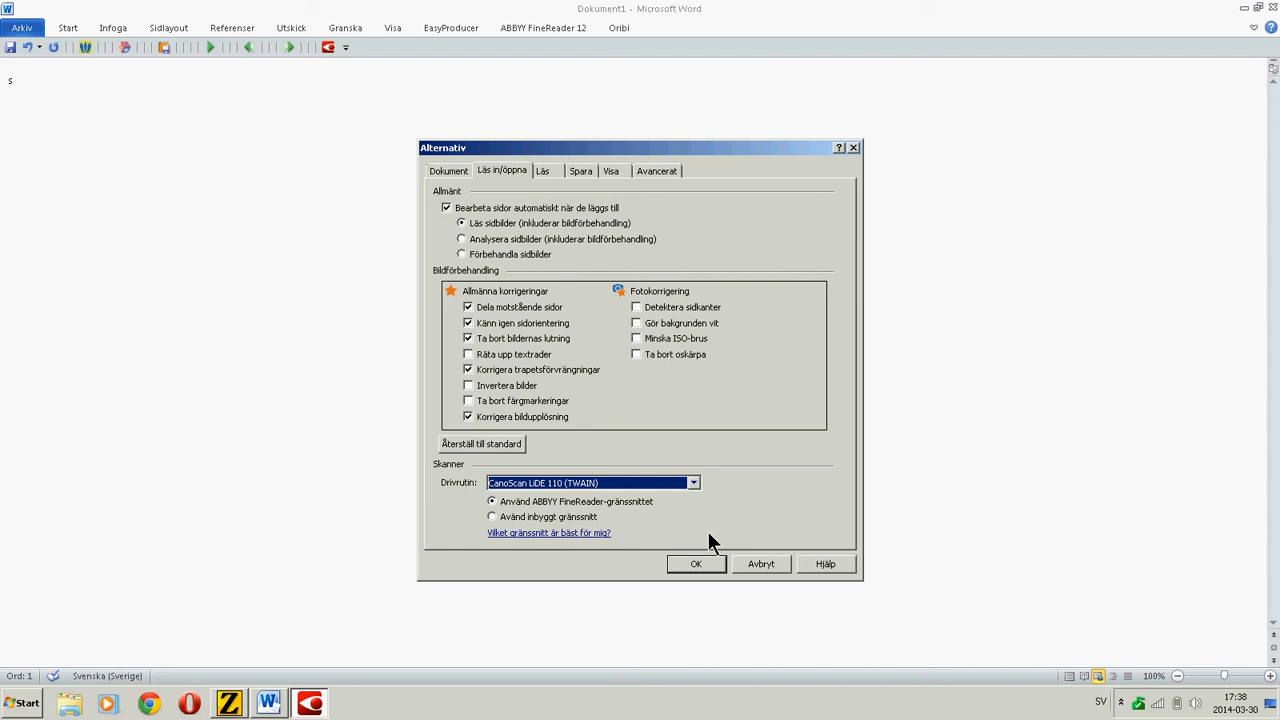 Dokument1 - Microsoft Word
Arkiv Start Infoga Sidlayout Referenser Utskick Granska Visa EasyProducer ABBYY FineReader 12 Oribi
s
Alternativ
Dokument Läs in/öppna Läs Spara Visa Avancerat
Allmänt
Bearbeta sidor automatiskt när de läggs till
Läs sidbilder (inkluderar bildförbehandling)
Analysera sidbilder (inkluderar bildförbehandling)
Förbehandla sidbilder
Bildförbehandling
Allmänna korrigeringar Fotokorrigering
Dela motstående sidor Detektera sidkanter
Känn igen sidorientering Gör bakgrunden vit
Ta bort bildernas lutning Minska ISO-brus
Räta upp textrader Ta bort oskärpa
Korrigera trapetsförvrängningar
Invertera bilder
Ta bort färgmarkeringar
Korrigera bildupplösning
Återställ till standard
Skanner
Drivrutin: CanoScan LiDE 110 (TWAIN)
Använd ABBYY FineReader-gränssnittet
Avänd inbyggt gränssnitt
Vilket gränssnitt är bäst för mig?
OK Avbryt Hjälp
Ord: 1 Svenska (Sverige) 100%
Start SV 17:38
2014-03-30